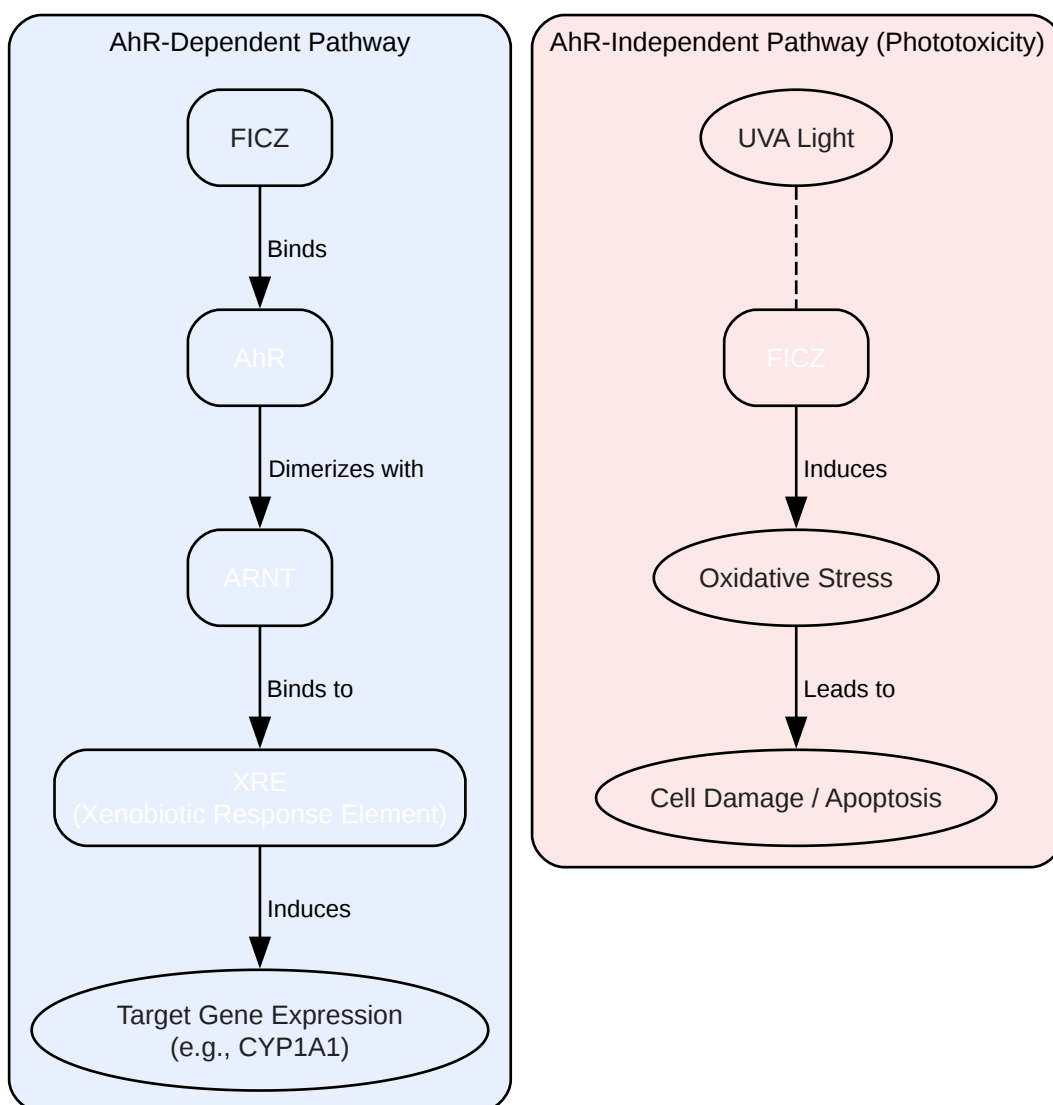 AhR-Dependent Pathway
FICZ
Binds
AhR
Dimerizes with
ARNT
Binds to
XRE
(Xenobiotic Response Element)
Induces
Target Gene Expression
(e.g., CYP1A1)
AhR-Independent Pathway (Phototoxicity)
UVA Light
FICZ
Induces
Oxidative Stress
Leads to
Cell Damage / Apoptosis